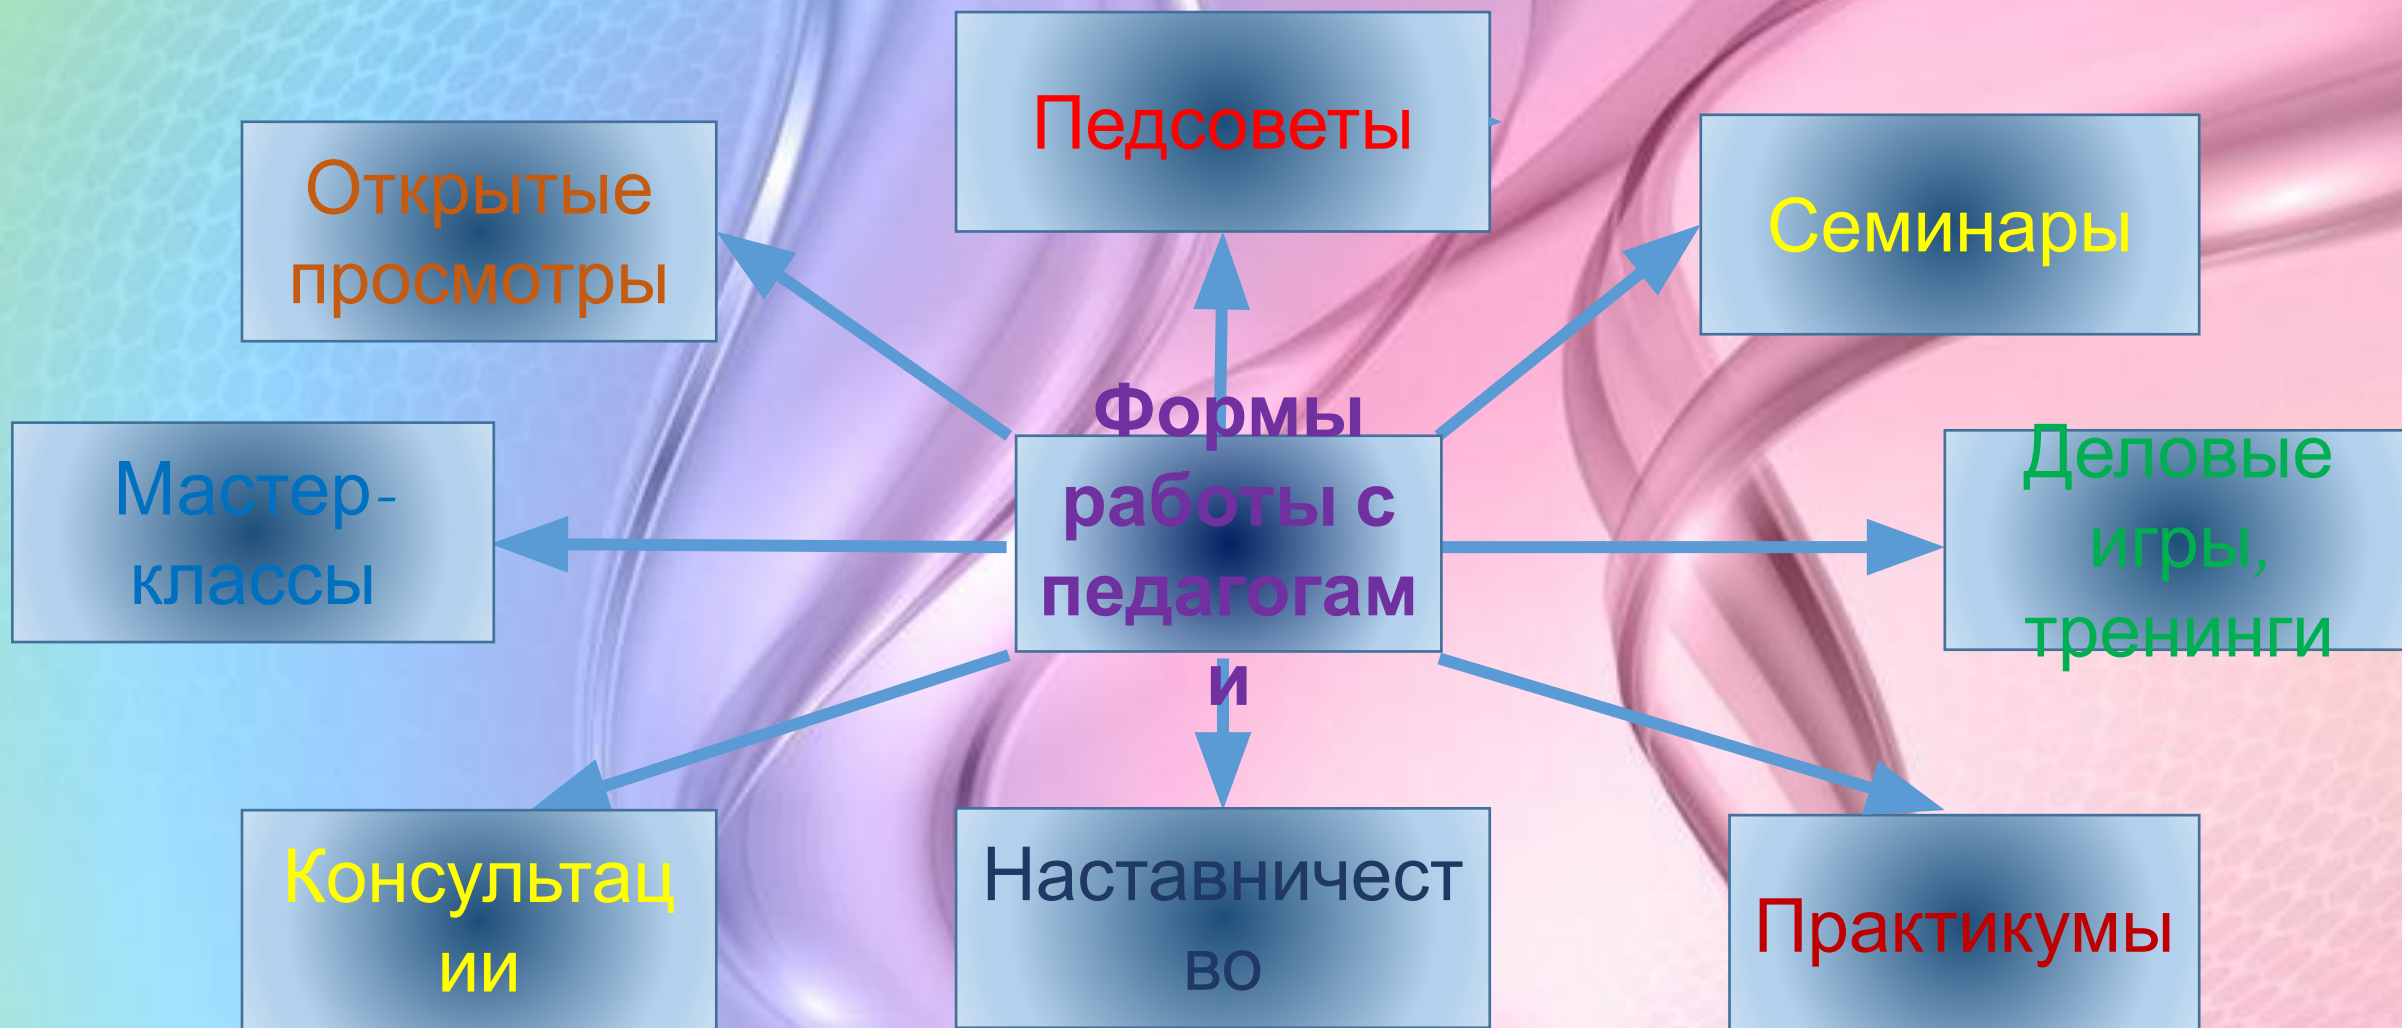 Педсоветы
Открытые
просмотры
Семинары
Формы
работы с
педагогам
и
Мастер-
классы
Деловые
игры,
тренинги
Консультац
ии
Наставничест
во
Практикумы